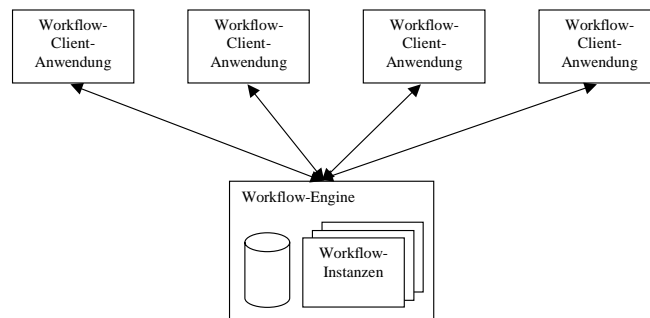 Workflow-
Client-
Anwendung
Workflow-
Client-
Anwendung
Workflow-
Client-
Anwendung
Workflow-
Client-
Anwendung
Workflow-Engine
Workflow-
Instanzen